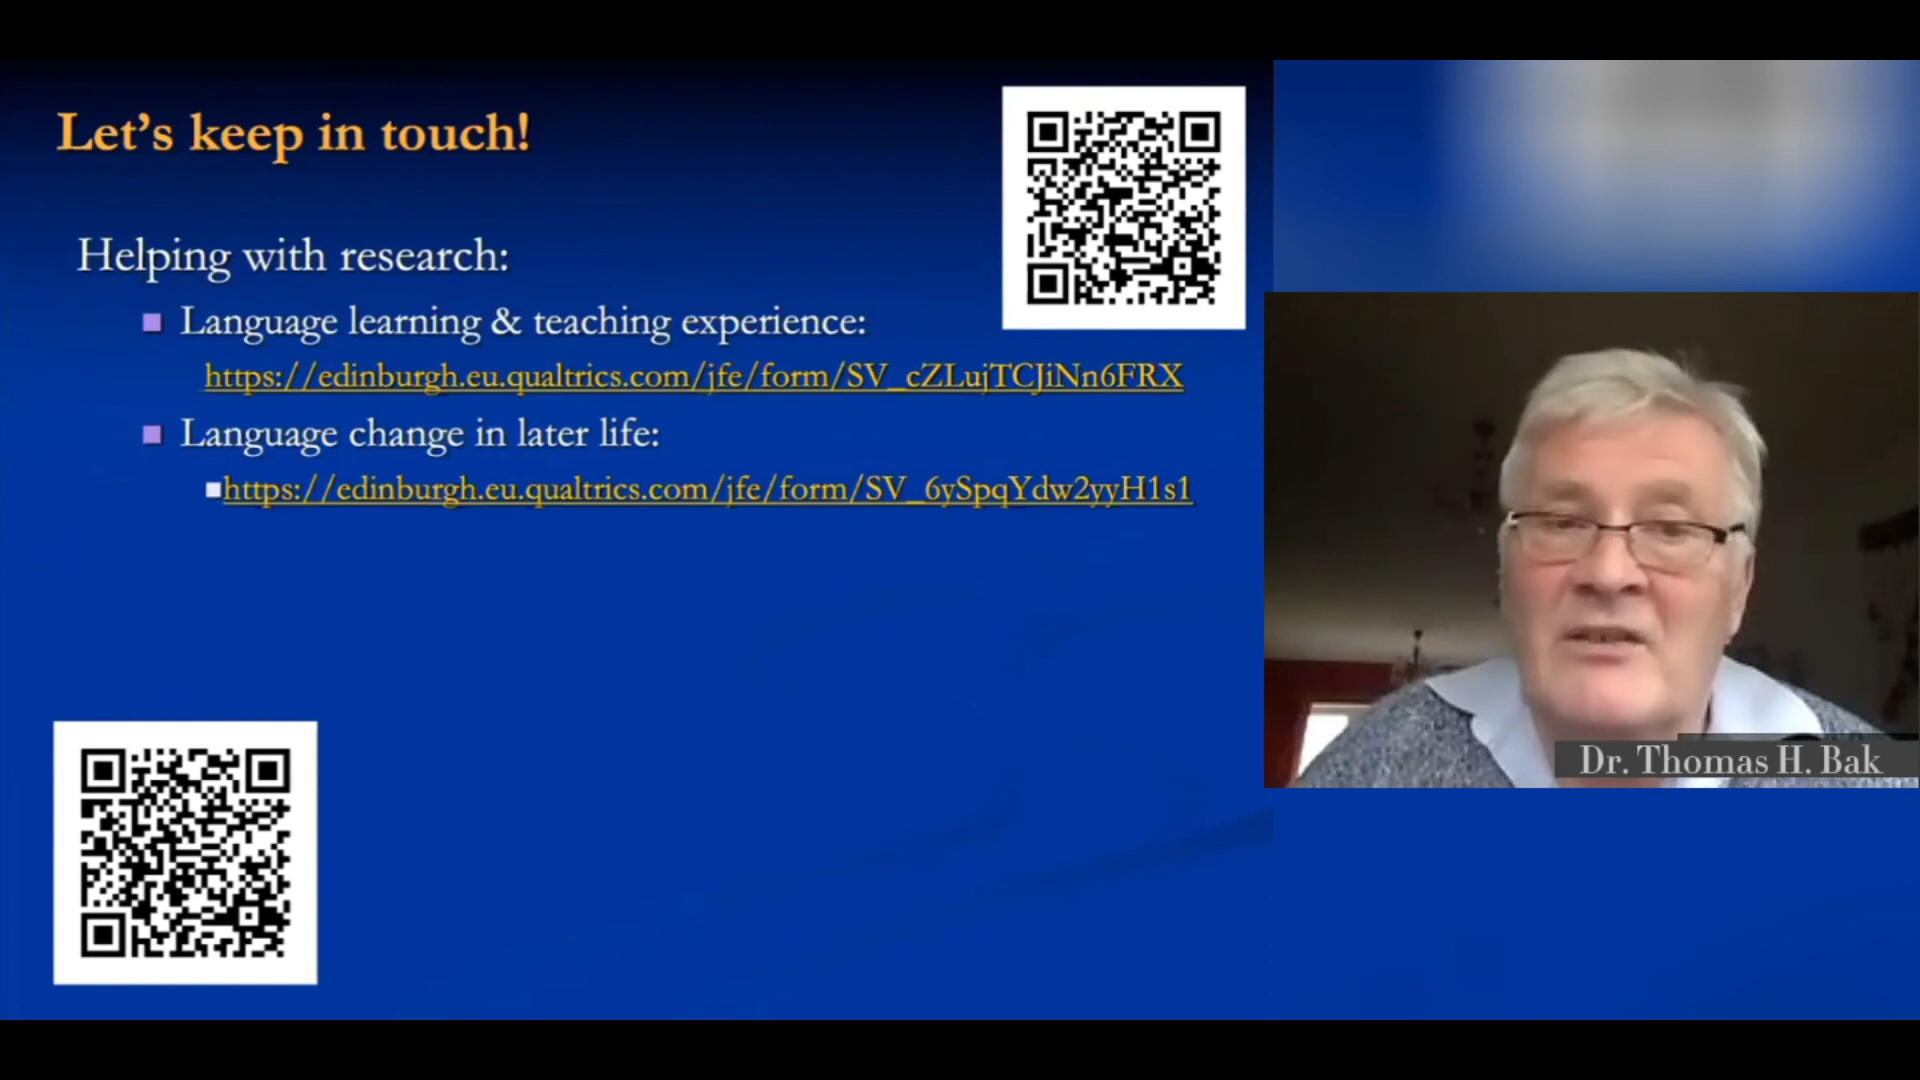 Let's keep in touch!
Helping with research:
Language learning & teaching experience:
https://edinburgh.eu.qualtrics.com/jfe/form/SV_cZLujTCJiNn6FRX
Language change in later life:
https://edinburgh.eu.qualtrics.com/jfe/form/SV_6ySpqYdw2yyH1s1
Dr. Thomas H. Bak